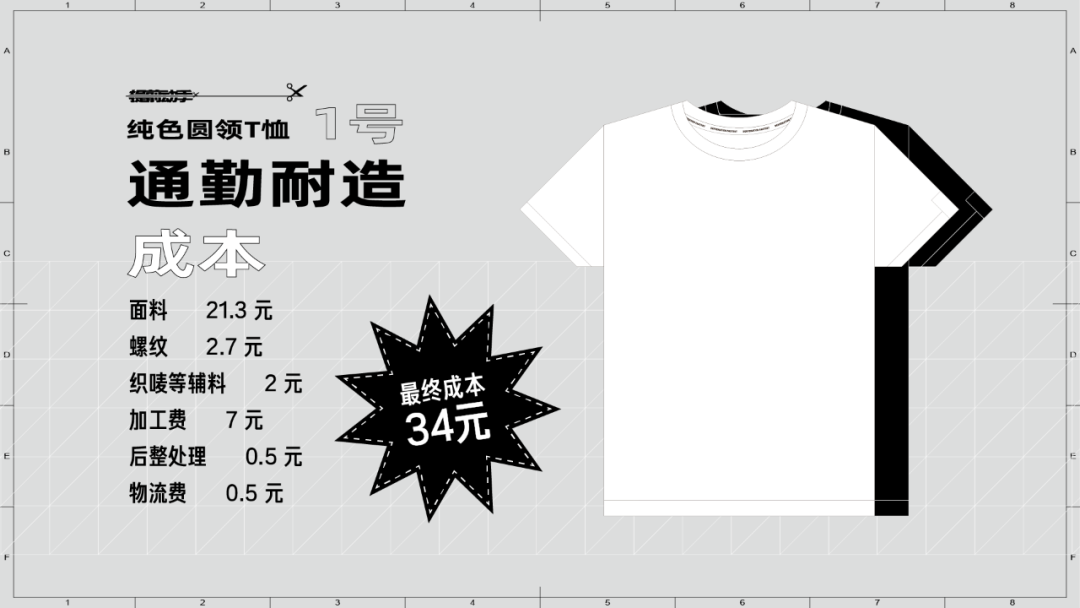 1 2 3 4 5 6 7 8
A A
纯色圆领T恤 1号
B B
通勤耐造
成本
C C
面料 21.3 元
螺纹 2.7 元
D D
织唛等辅料 2 元
最终成本
34元
加工费 7 元
后整处理 0.5 元
E E
物流费 0.5 元
F F
1 2 3 4 5 6 7 8